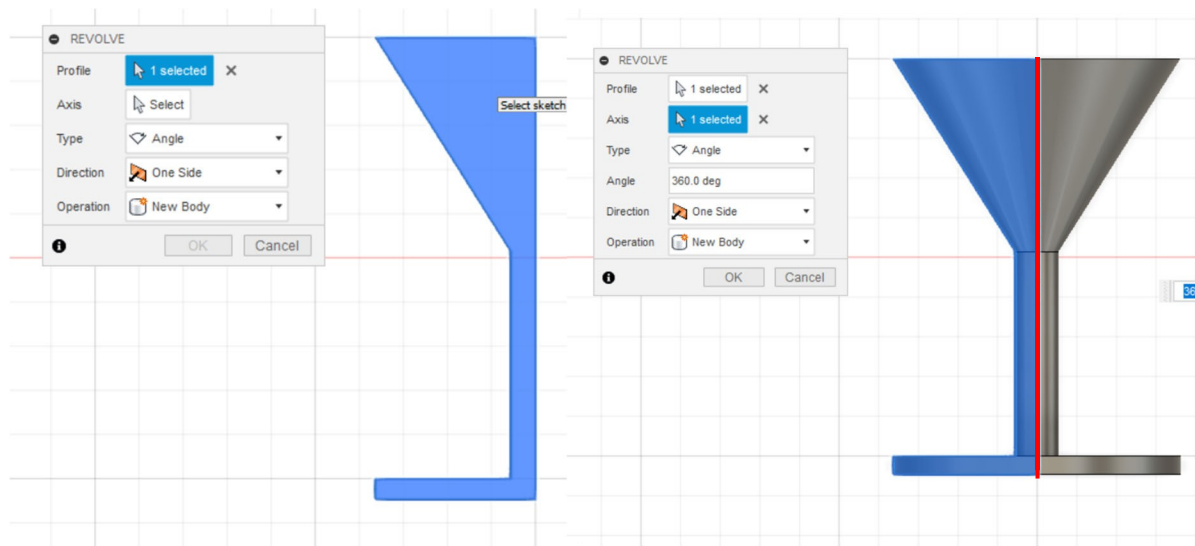 REVOLVE
Profile 1 selected
Axis Select
Type Angle
Direction One Side
Operation New Body
OK Cancel
Select sketch
REVOLVE
Profile 1 selected
Axis 1 selected
Type Angle
Angle 360.0 deg
Direction One Side
Operation New Body
OK Cancel
36